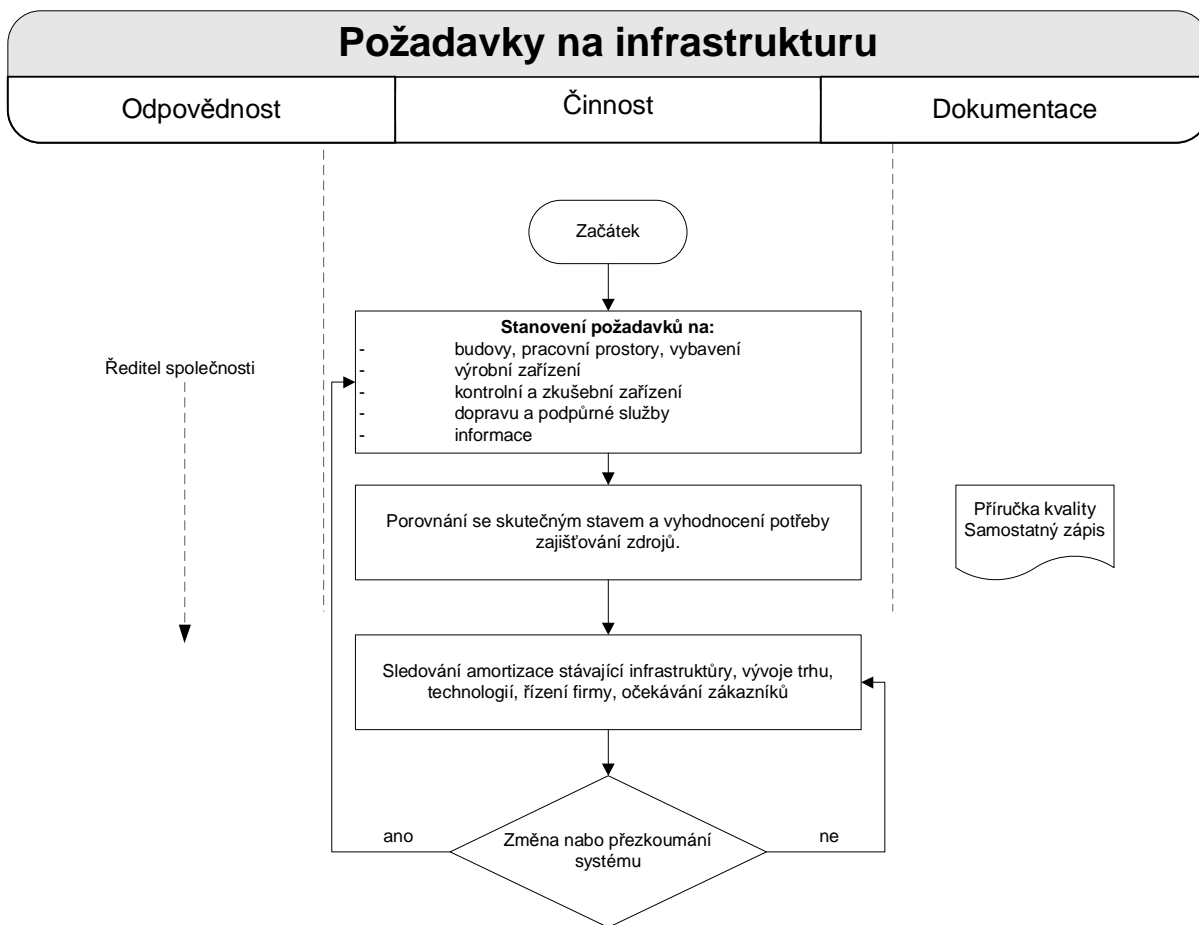 Požadavky na infrastrukturu
Odpovědnost
Činnost
Dokumentace
Začátek
Ředitel společnosti
Stanovení požadavků na:
- budovy, pracovní prostory, vybavení
- výrobní zařízení
- kontrolní a zkušební zařízení
- dopravu a podpůrné služby
- informace
Porovnání se skutečným stavem a vyhodnocení potřeby
zajišťování zdrojů.
Příručka kvality
Samostatný zápis
Sledování amortizace stávající infrastruktůry, vývoje trhu,
technologií, řízení firmy, očekávání zákazníků
ano
Změna nabo přezkoumání
systému
ne